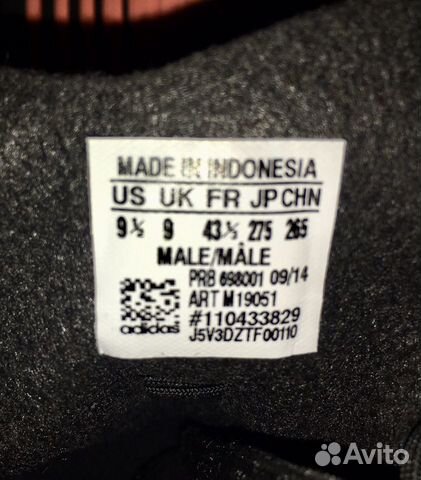 MADE IN INDONESIA
US UK FR JP CHN
9½ 9 43⅓ 275 265
MALE/MÂLE
PRB 698001 09/14
ART M19051
#110433829
adidas J5V3DZTF00110
Avito